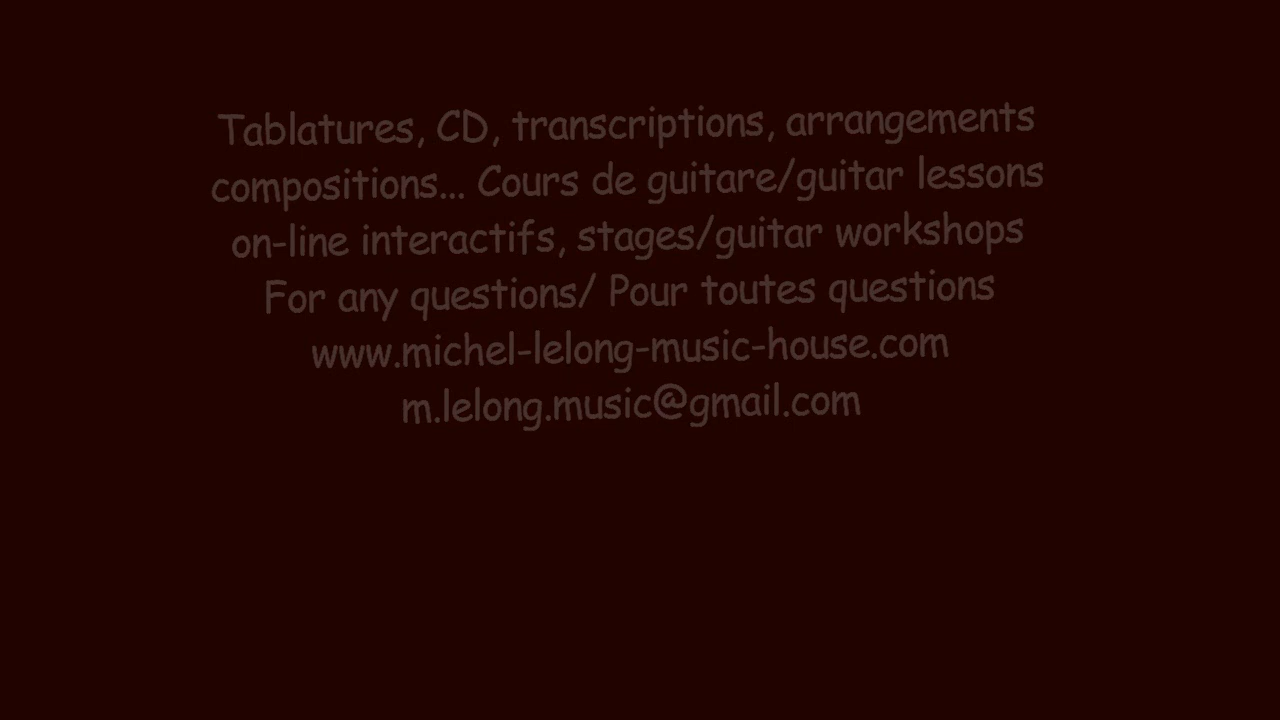 Tablatures, CD, transcriptions, arrangements
compositions... Cours de guitare/guitar lessons
on-line interactifs, stages/guitar workshops
For any questions/ Pour toutes questions
www.michel-lelong-music-house.com
m.lelong.music@gmail.com